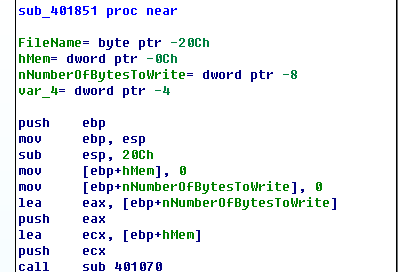 sub_401851 proc near
FileName= byte ptr -20Ch
hMem= dword ptr -0Ch
nNumberOfBytesToWrite= dword ptr -8
var_4= dword ptr -4
push ebp
mov ebp, esp
sub esp, 20Ch
mov [ebp+hMem], 0
mov [ebp+nNumberOfBytesToWrite], 0
lea eax, [ebp+nNumberOfBytesToWrite]
push eax
lea ecx, [ebp+hMem]
push ecx
call sub_401070